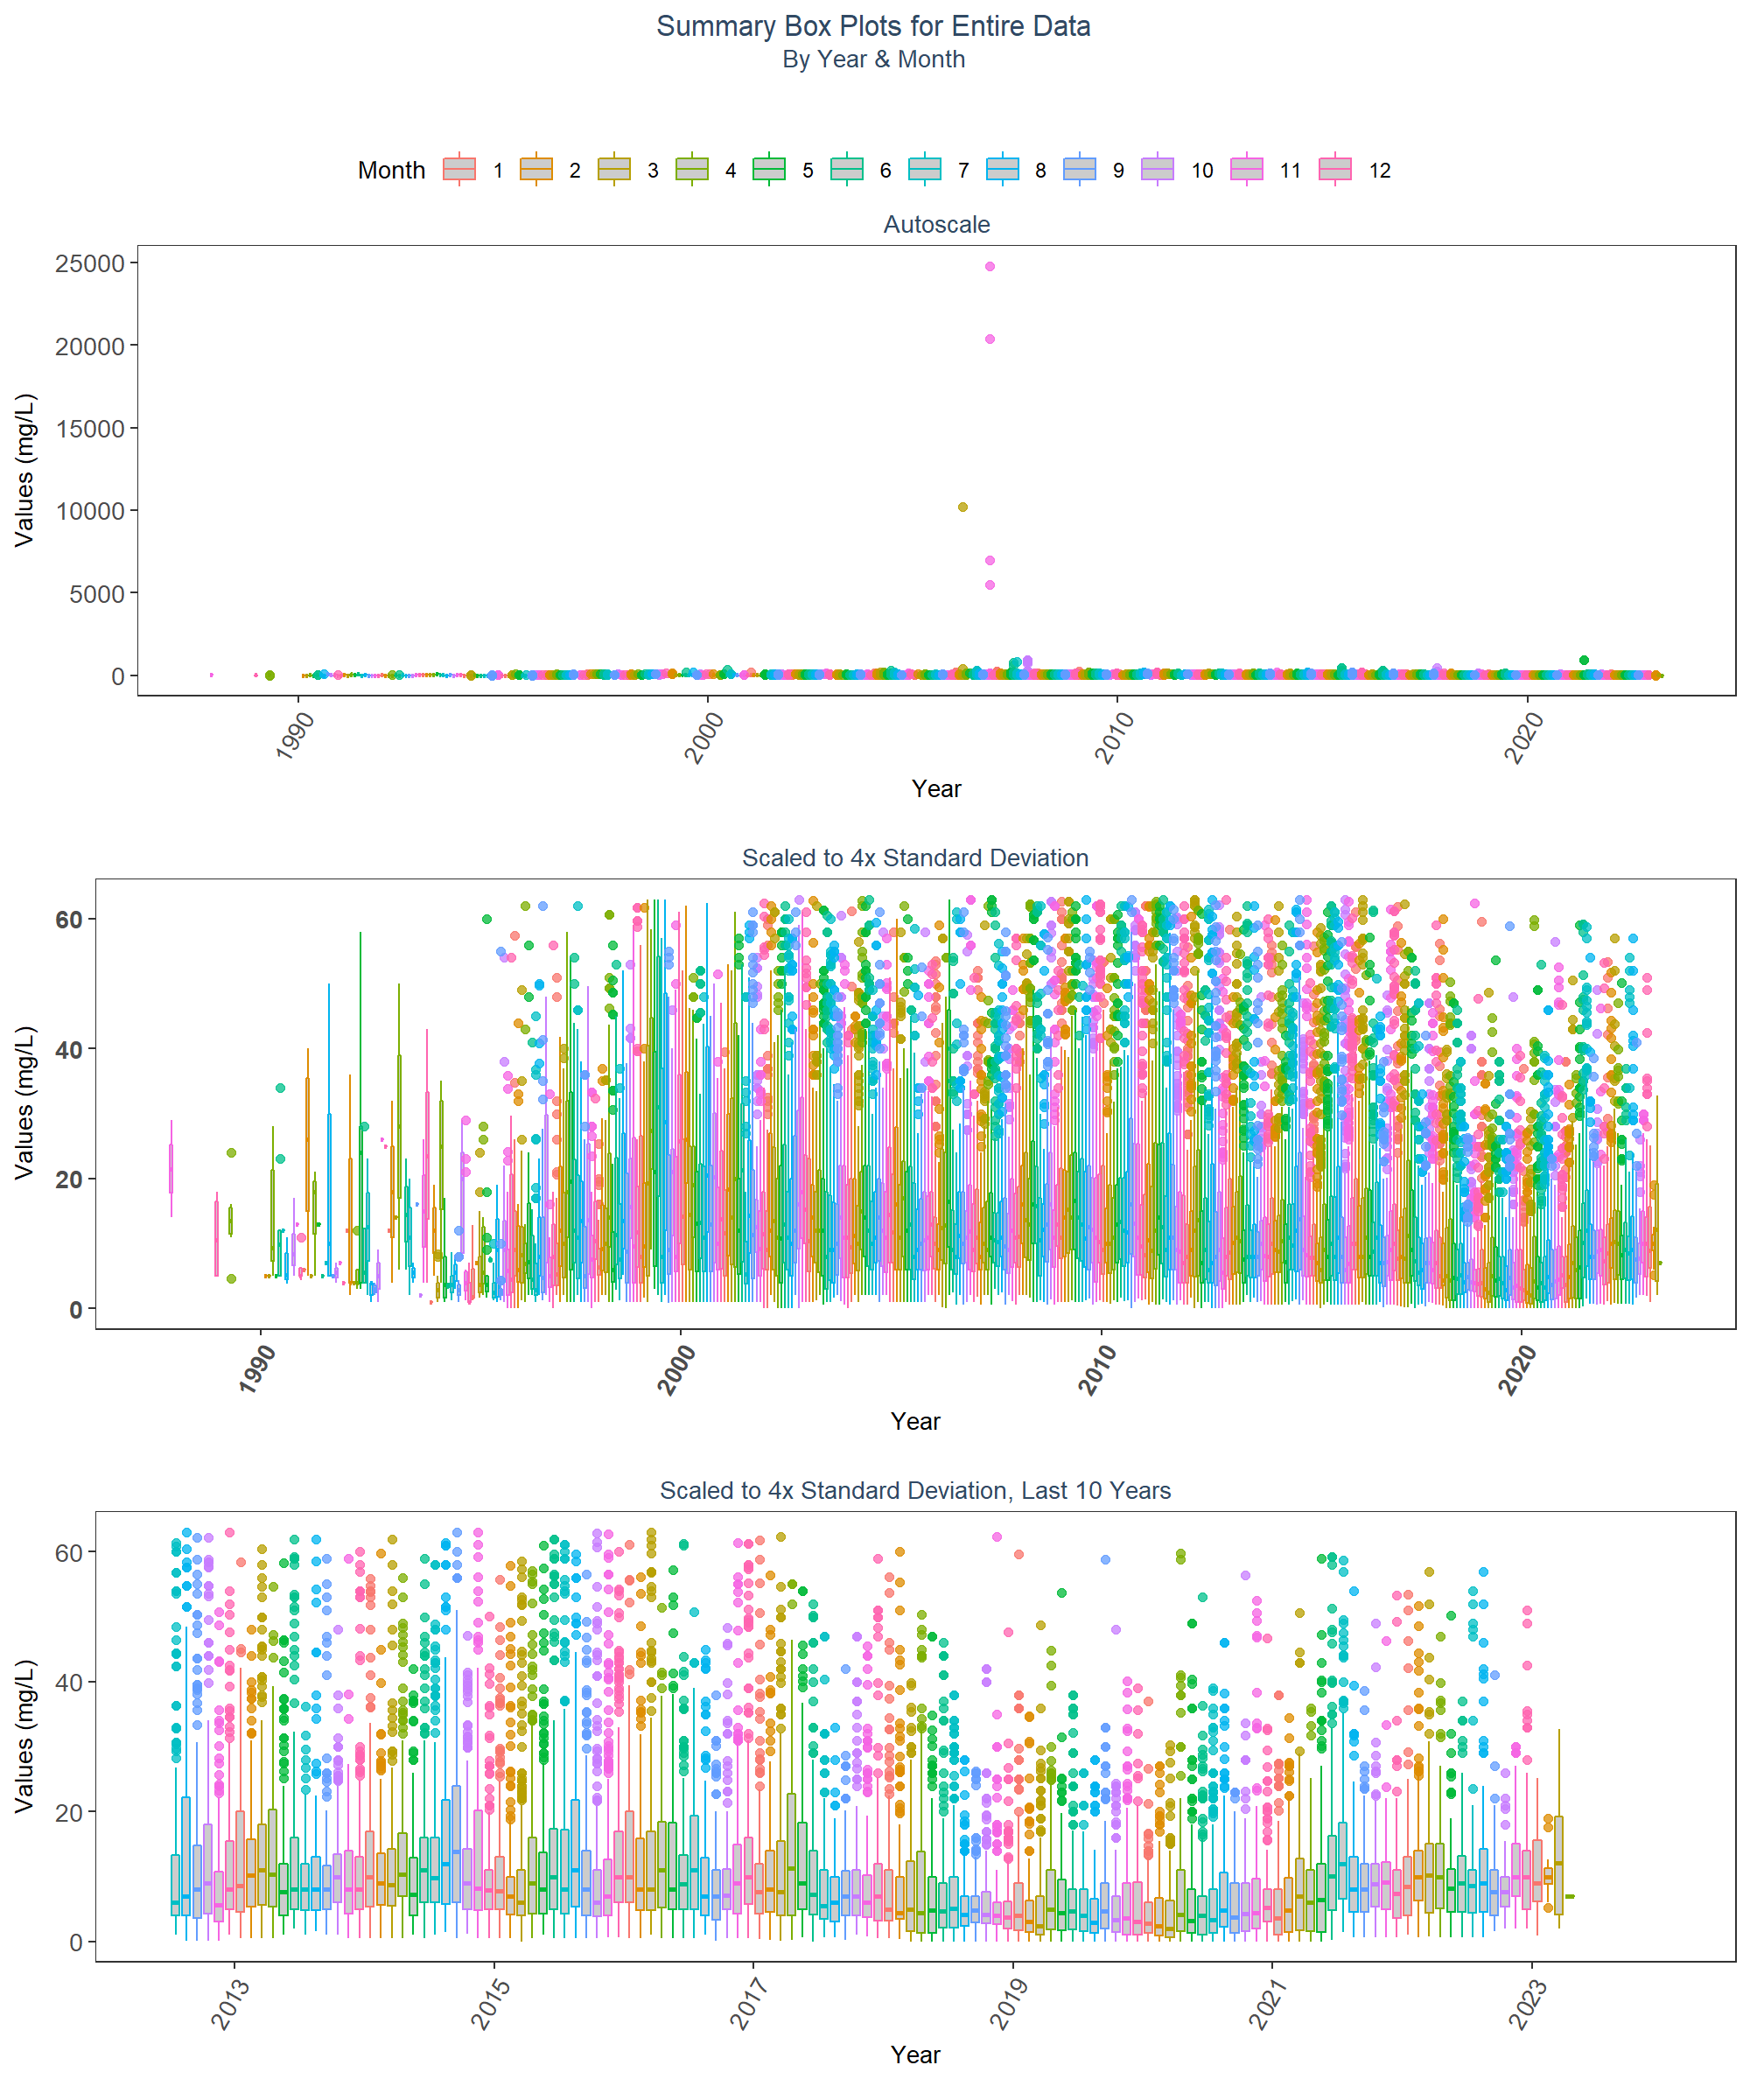 Summary Box Plots for Entire Data
By Year & Month
Month 1 2 3 4 5 6 7 8 9 10 11 12
Autoscale
Values (mg/L)
25000
20000
15000
10000
5000
0
1990 2000 2010 2020
Year
Scaled to 4x Standard Deviation
Values (mg/L)
60
40
20
0
1990 2000 2010 2020
Year
Scaled to 4x Standard Deviation, Last 10 Years
Values (mg/L)
60
40
20
0
2013 2015 2017 2019 2021 2023
Year